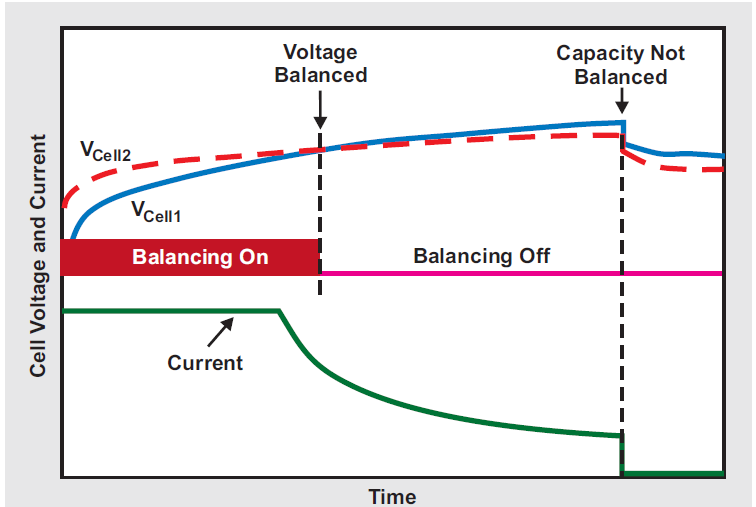 Voltage
Balanced
Capacity Not
Balanced
VCell2
VCell1
Balancing On
Balancing Off
Current
Cell Voltage and Current
Time